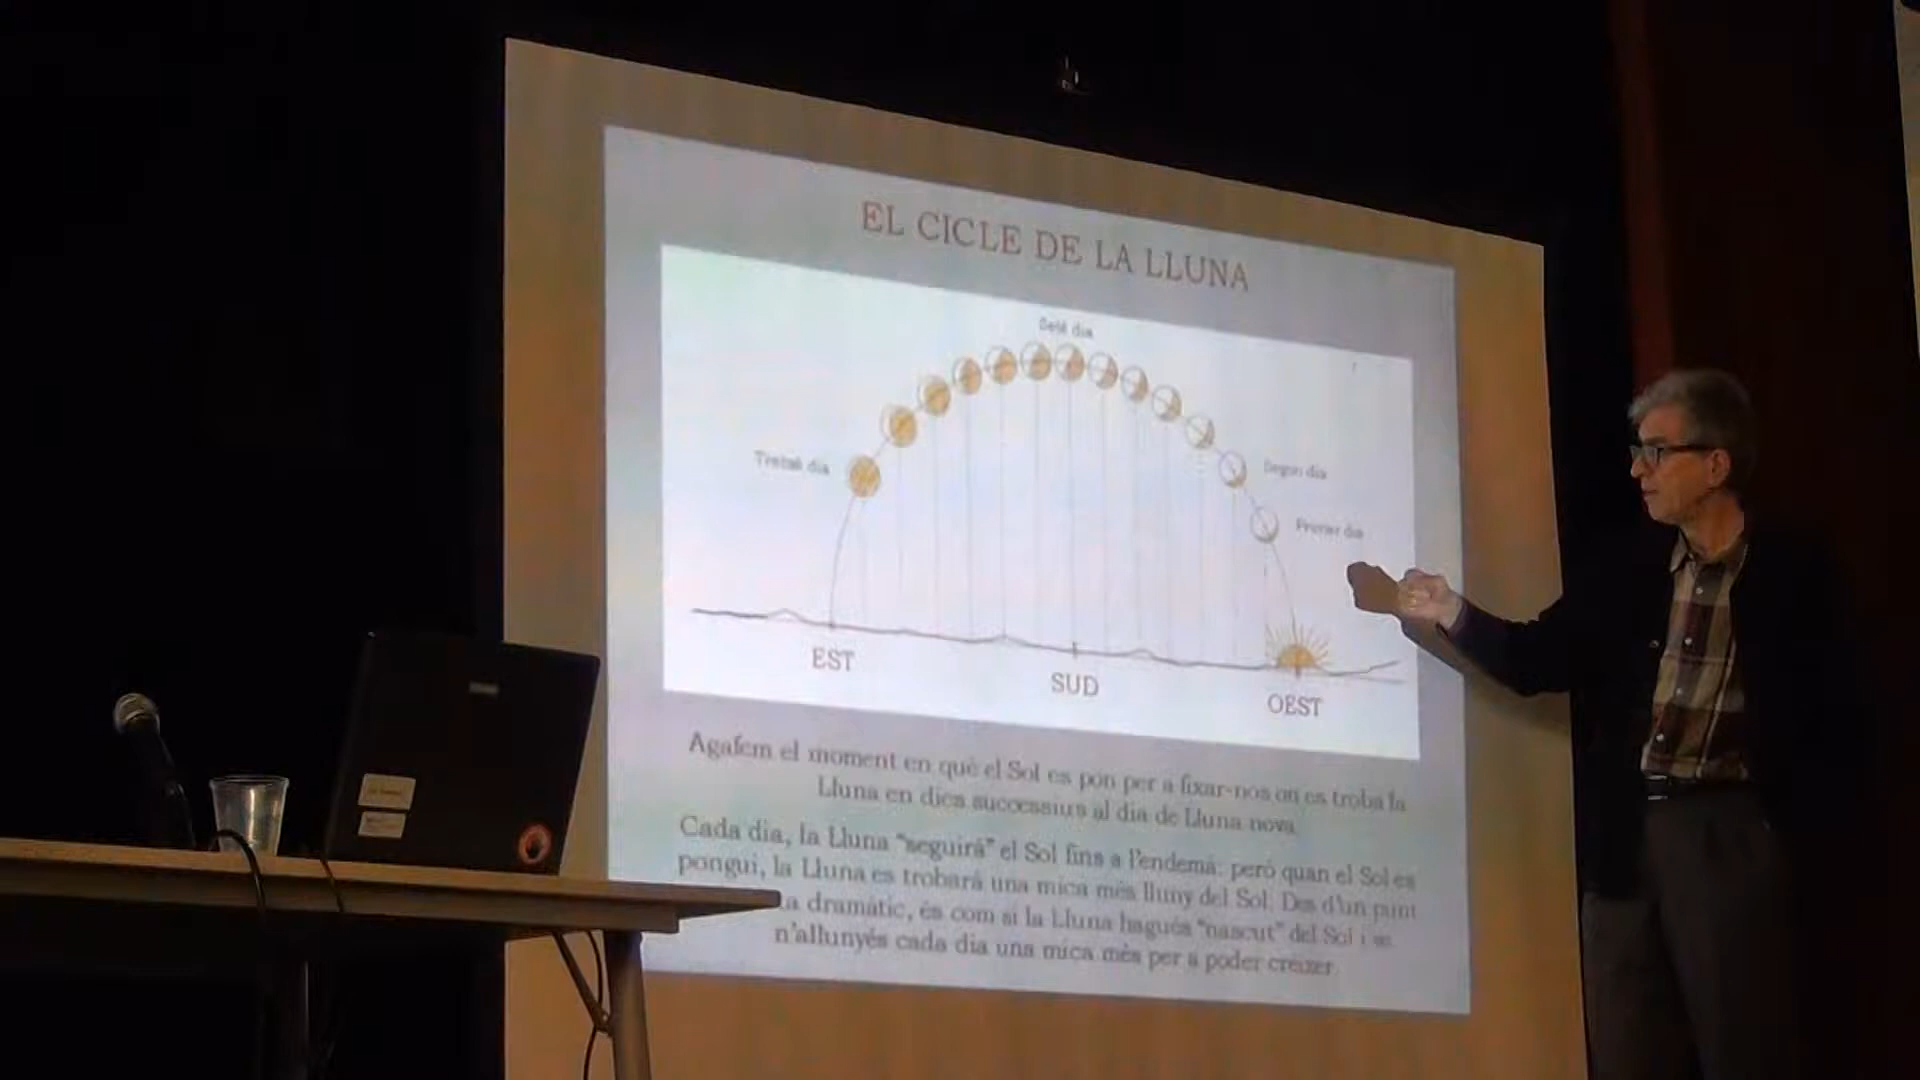 EL CICLE DE LA LLUNA
Setè dia
Tretzè dia
Segon dia
Primer dia
EST
SUD
OEST
Agafem el moment en què el Sol es pon per a fixar-nos on es troba la
Lluna en dies successius al dia de Lluna nova.
Cada dia, la Lluna "seguirà" el Sol fins a l'endemà: però quan el Sol es
pongui, la Lluna es trobarà una mica més lluny del Sol. Des d'un punt
dramàtic, és com si la Lluna hagués "nascut" del Sol i se
n'allunyés cada dia una mica més per a poder créixer.